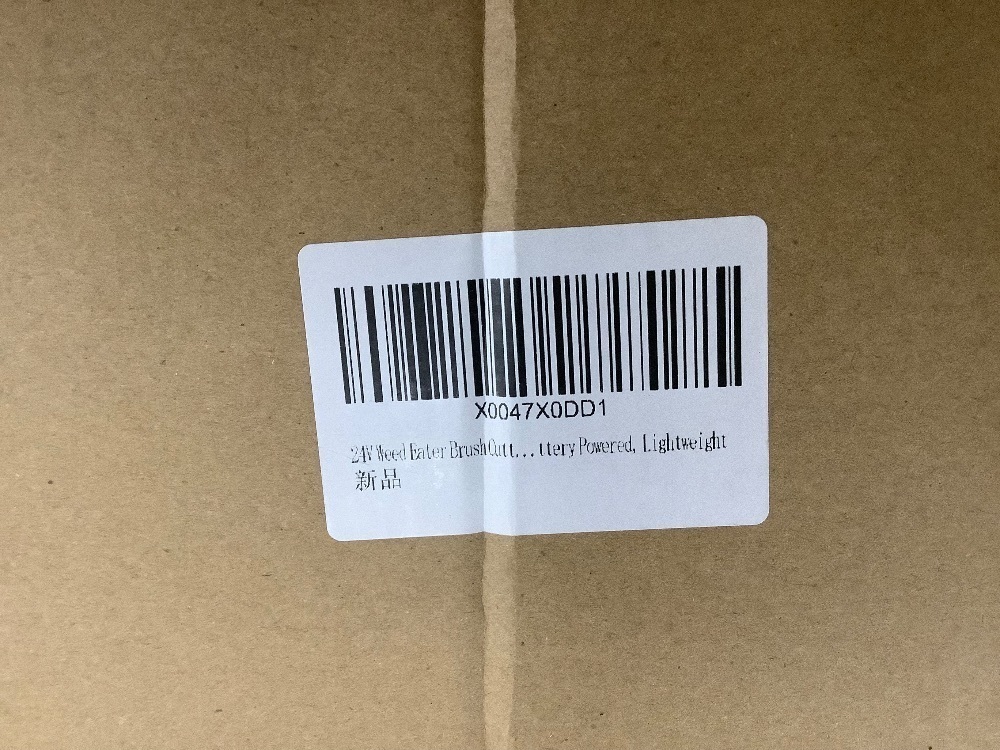 X0047X0DD1
24V Weed Eater Brush Cutt...ttery Powered, Lightweight
新品